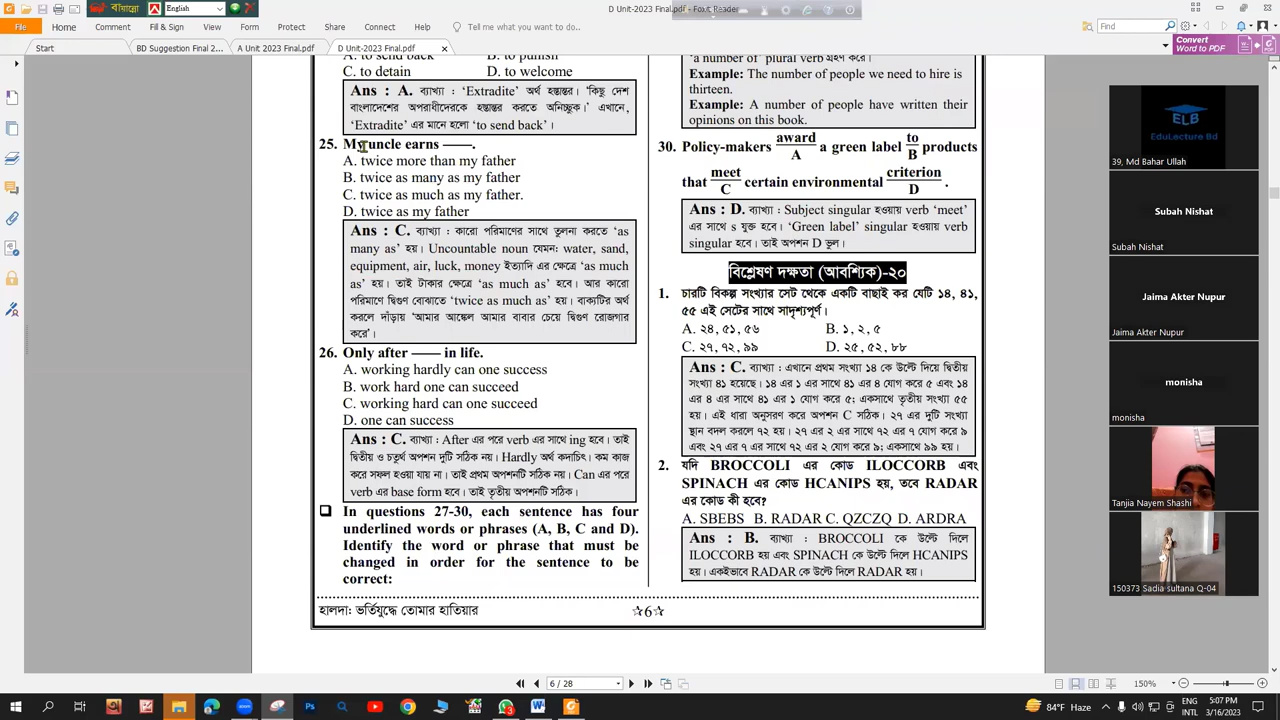 D Unit-2023 Final.pdf - Foxit Reader
বায়ান্নো
English
File
Home
Comment
Fill & Sign
View
Form
Protect
Share
Connect
Help
Tell me what you want to do...
Find
Start
BD Suggestion Final 2...
A Unit 2023 Final.pdf
D Unit-2023 Final.pdf
Convert
Word to PDF
A. to send back B. to punish
C. to detain D. to welcome
Ans : A. ব্যাখ্যা : 'Extradite' অর্থ হস্তান্তর। 'কিছু দেশ
বাংলাদেশের অপরাধীদেরকে হস্তান্তর করতে অনিচ্ছুক।' এখানে,
'Extradite' এর মানে হলো 'to send back'।
25. My uncle earns ——.
A. twice more than my father
B. twice as many as my father
C. twice as much as my father.
D. twice as my father
Ans : C. ব্যাখ্যা : কারো পরিমাণের সাথে তুলনা করতে 'as
many as' হয়। Uncountable noun যেমন: water, sand,
equipment, air, luck, money ইত্যাদি এর ক্ষেত্রে 'as much
as' হয়। তাই টাকার ক্ষেত্রে 'as much as' হবে। আর কারো
পরিমাণে দ্বিগুণ বোঝাতে 'twice as much as' হয়। বাক্যটির অর্থ
করলে দাঁড়ায় 'আমার আঙ্কেল আমার বাবার চেয়ে দ্বিগুণ রোজগার
করে'।
26. Only after —— in life.
A. working hardly can one success
B. work hard one can succeed
C. working hard can one succeed
D. one can success
Ans : C. ব্যাখ্যা : After এর পরে verb এর সাথে ing হবে। তাই
দ্বিতীয় ও চতুর্থ অপশন দুটি সঠিক নয়। Hardly অর্থ কদাচিৎ। কম কাজ
করে সফল হওয়া যায় না। তাই প্রথম অপশনটি সঠিক নয়। Can এর পরে
verb এর base form হবে। তাই তৃতীয় অপশনটি সঠিক।
In questions 27-30, each sentence has four
underlined words or phrases (A, B, C and D).
Identify the word or phrase that must be
changed in order for the sentence to be
correct:
a number of' plural verb গ্রহণ করে।
Example: The number of people we need to hire is
thirteen.
Example: A number of people have written their
opinions on this book.
30. Policy-makers award a green label to products
A B
that meet certain environmental criterion.
C D
Ans : D. ব্যাখ্যা : Subject singular হওয়ায় verb 'meet'
এর সাথে s যুক্ত হবে। 'Green label' singular হওয়ায় verb
singular হবে। তাই অপশন D ভুল।
বিশ্লেষণ দক্ষতা (আবশ্যিক)-২০
1. চারটি বিকল্প সংখ্যার সেট থেকে একটি বাছাই কর যেটি ১৪, ৪১,
৫৫ এই সেটের সাথে সাদৃশ্যপূর্ণ।
A. ২৪, ৫১, ৫৬ B. ১, ২, ৫
C. ২৭, ৭২, ৯৯ D. ২৫, ৫২, ৮৮
Ans : C. ব্যাখ্যা : এখানে প্রথম সংখ্যা ১৪ কে উল্টে দিয়ে দ্বিতীয়
সংখ্যা ৪১ হয়েছে। ১৪ এর ১ এর সাথে ৪১ এর ৪ যোগ করে ৫ এবং ১৪
এর ৪ এর সাথে ৪১ এর ১ যোগ করে ৫; একসাথে তৃতীয় সংখ্যা ৫৫
হয়। এই ধারা অনুসরণ করে অপশন C সঠিক। ২৭ এর দুটি সংখ্যা
স্থান বদল করলে ৭২ হয়। ২৭ এর ২ এর সাথে ৭২ এর ৭ যোগ করে ৯
এবং ২৭ এর ৭ এর সাথে ৭২ এর ২ যোগ করে ৯; একসাথে ৯৯ হয়।
2. যদি BROCCOLI এর কোড ILOCCORB এবং
SPINACH এর কোড HCANIPS হয়, তবে RADAR
এর কোড কী হবে?
A. SBEBS B. RADAR C. QZCZQ D. ARDRA
Ans : B. ব্যাখ্যা : BROCCOLI কে উল্টে দিলে
ILOCCORB হয় এবং SPINACH কে উল্টে দিলে HCANIPS
হয়। একইভাবে RADAR কে উল্টে দিলে RADAR হয়।
হালদা: ভর্তিযুদ্ধে তোমার হাতিয়ার
☆6☆
ELB
EduLecture Bd
39, Md Bahar Ullah
Subah Nishat
Subah Nishat
Jaima Akter Nupur
Jaima Akter Nupur
monisha
monisha
Tanjia Nayem Shashi
150373 Sadia sultana Q-04
6 / 28
150%
84°F Haze
ENG
INTL
5:07 PM
3/16/2023